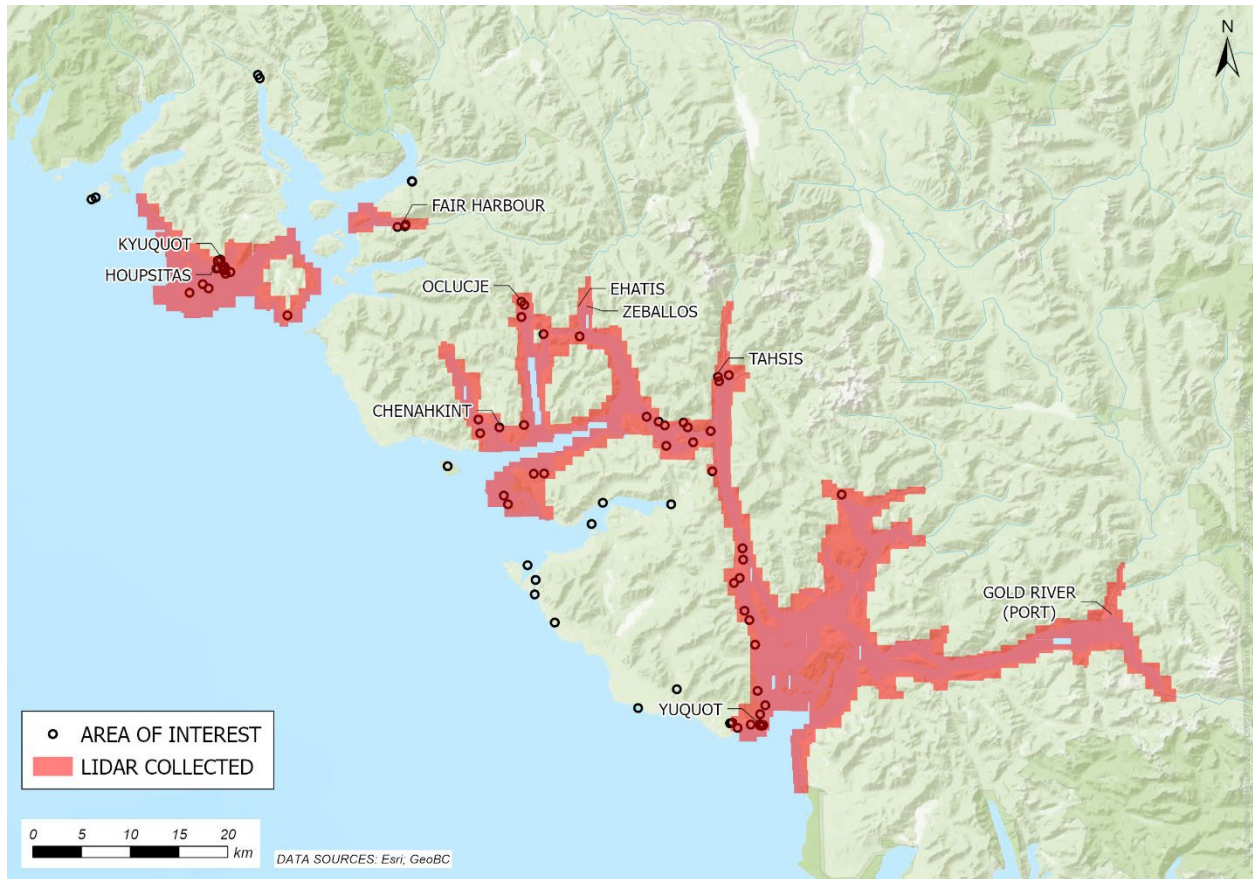 N
FAIR HARBOUR
KYUQUOT
HOUPSITAS
OCLUCJE
EHATIS
ZEBALLOS
TAHSIS
CHENAHKINT
GOLD RIVER
(PORT)
YUQUOT
AREA OF INTEREST
LIDAR COLLECTED
0 5 10 15 20
km
DATA SOURCES: Esri; GeoBC